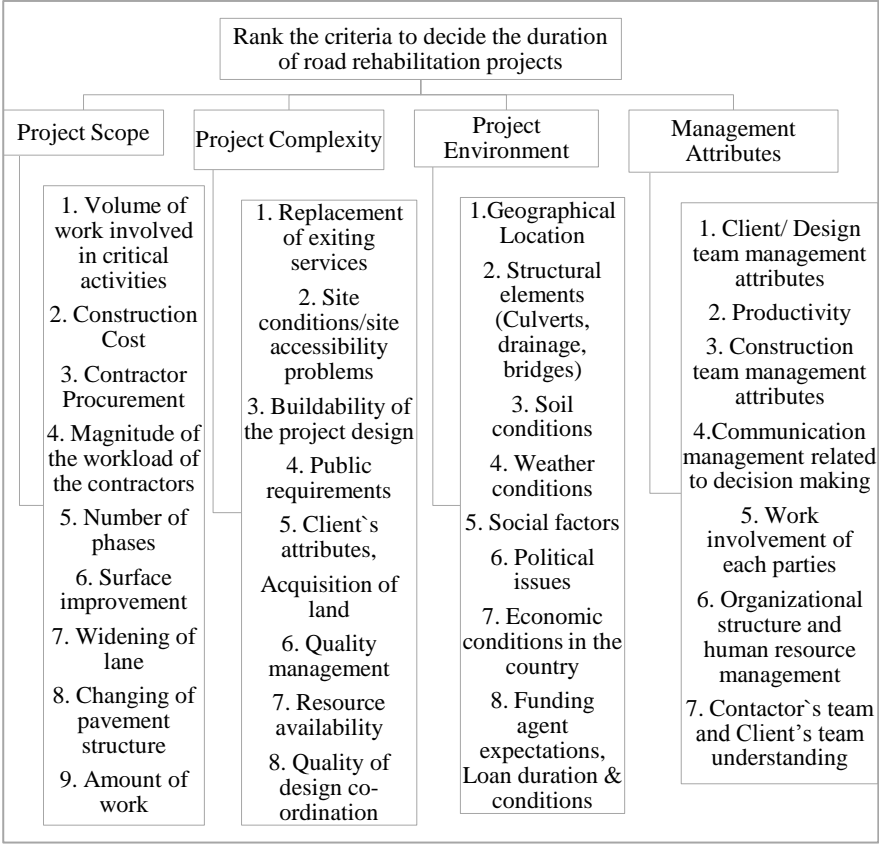 Rank the criteria to decide the duration
of road rehabilitation projects
Project Scope
1. Volume of
work involved
in critical
activities
2. Construction
Cost
3. Contractor
Procurement
4. Magnitude of
the workload of
the contractors
5. Number of
phases
6. Surface
improvement
7. Widening of
lane
8. Changing of
pavement
structure
9. Amount of
work
Project Complexity
1. Replacement
of exiting
services
2. Site
conditions/site
accessibility
problems
3. Buildability of
the project design
4. Public
requirements
5. Client`s
attributes,
Acquisition of
land
6. Quality
management
7. Resource
availability
8. Quality of
design co-
ordination
Project
Environment
1.Geographical
Location
2. Structural
elements
(Culverts,
drainage,
bridges)
3. Soil
conditions
4. Weather
conditions
5. Social factors
6. Political
issues
7. Economic
conditions in the
country
8. Funding
agent
expectations,
Loan duration &
conditions
Management
Attributes
1. Client/ Design
team management
attributes
2. Productivity
3. Construction
team management
attributes
4.Communication
management related
to decision making
5. Work
involvement of
each parties
6. Organizational
structure and
human resource
management
7. Contactor`s team
and Client’s team
understanding